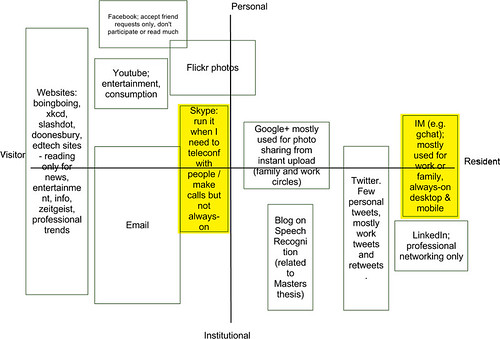 Personal
Facebook; accept friend
requests only, don't
participate or read much
Flickr photos
Youtube;
entertainment,
consumption
Websites:
boingboing,
xkcd,
slashdot,
doonesbury,
edtech sites
- reading
only for
news,
entertainme
nt, info,
zeitgeist,
professional
trends
Skype:
run it
when I
need to
teleconf
with
people /
make
calls but
not
always-
on
Google+ mostly
used for photo
sharing from
instant upload
(family and work
circles)
IM (e.g.
gchat);
mostly
used for
work or
family,
always-on
desktop &
mobile
Visitor
Resident
Email
Twitter.
Few
personal
tweets,
mostly
work
tweets
and
retweets
.
Blog on
Speech
Recogni
tion
(related
to
Masters
thesis)
LinkedIn;
professional
networking only
Institutional